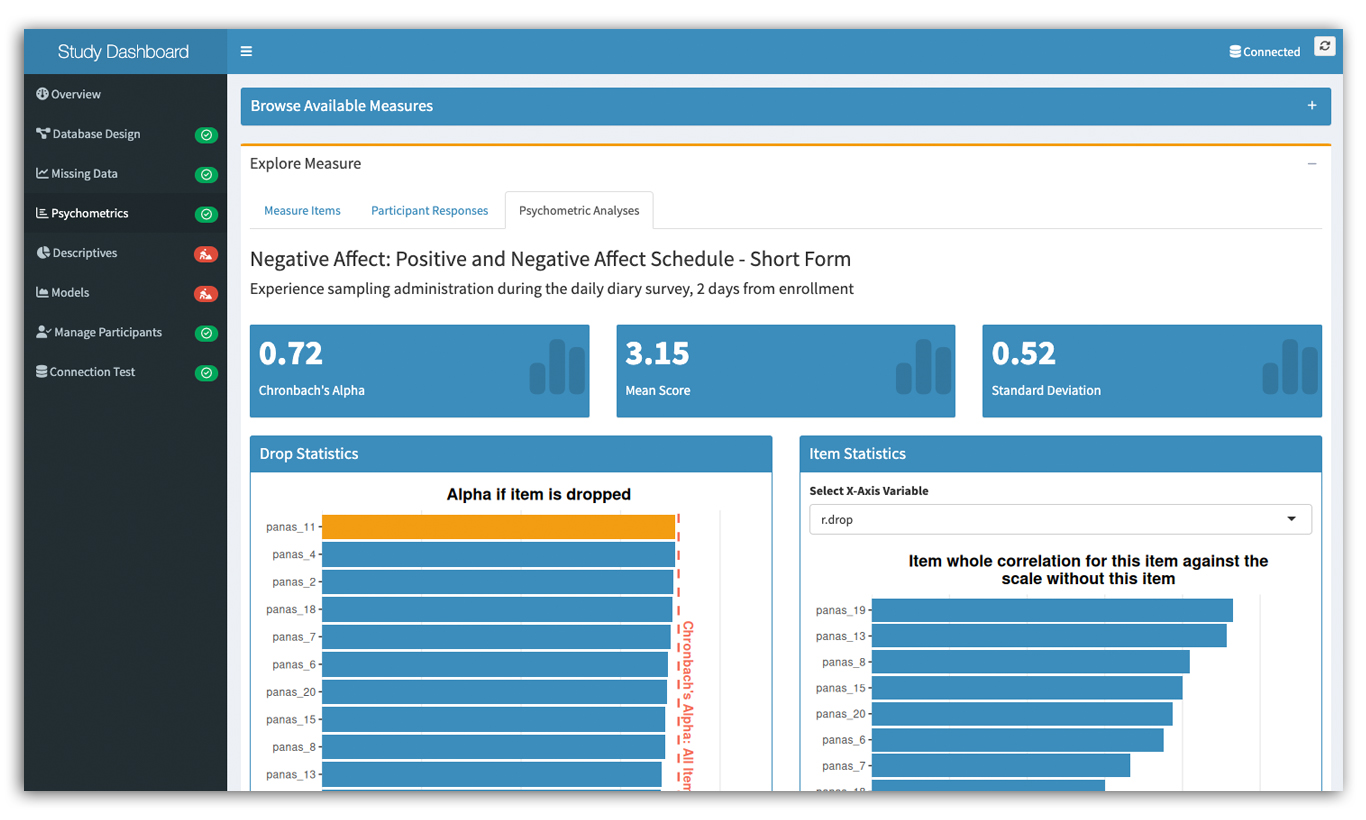 Study Dashboard
Connected
Overview
Database Design
Missing Data
Psychometrics
Descriptives
Models
Manage Participants
Connection Test
Browse Available Measures +
Explore Measure −
Measure Items Participant Responses Psychometric Analyses
Negative Affect: Positive and Negative Affect Schedule - Short Form
Experience sampling administration during the daily diary survey, 2 days from enrollment
0.72
Chronbach's Alpha
3.15
Mean Score
0.52
Standard Deviation
Drop Statistics
Alpha if item is dropped
panas_11
panas_4
panas_2
panas_18
panas_7
panas_6
panas_20
panas_15
panas_8
panas_13
Chronbach's Alpha: All Item
Item Statistics
Select X-Axis Variable
r.drop
Item whole correlation for this item against the
scale without this item
panas_19
panas_13
panas_8
panas_15
panas_20
panas_6
panas_7